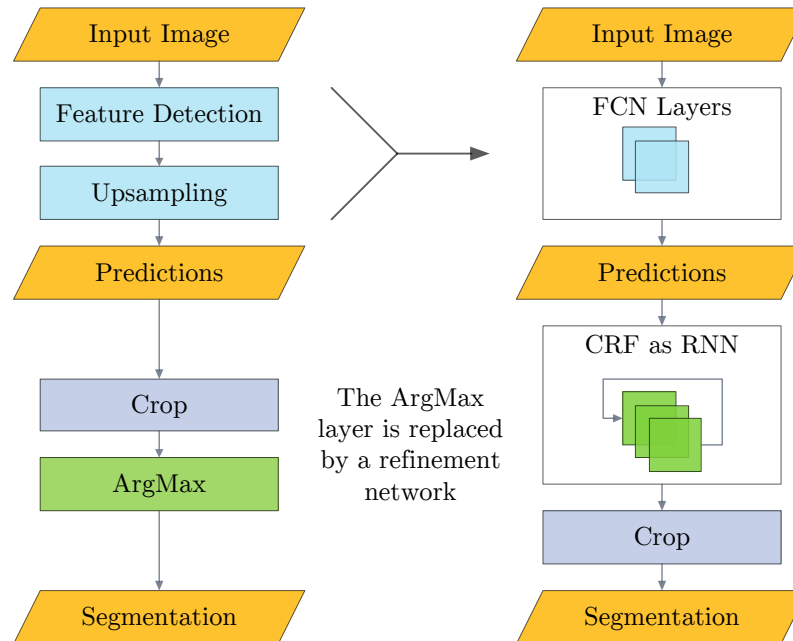 Input Image
Feature Detection
Upsampling
Predictions
Crop
ArgMax
Segmentation
The ArgMax
layer is replaced
by a refinement
network
Input Image
FCN Layers
Predictions
CRF as RNN
Crop
Segmentation